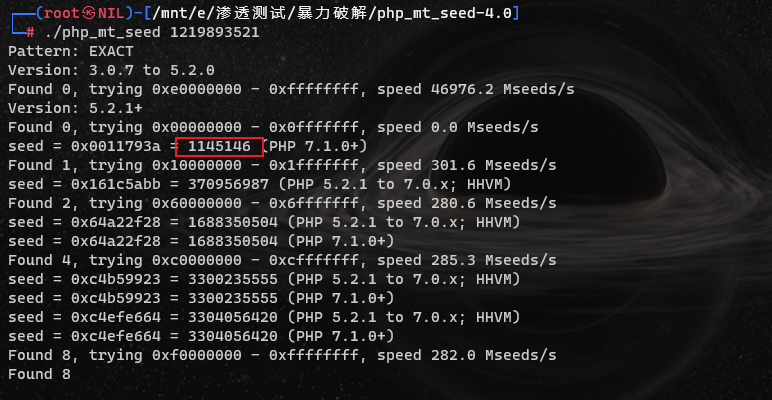 ┌──(root㉿NIL)-[/mnt/e/渗透测试/暴力破解/php_mt_seed-4.0]
└─# ./php_mt_seed 1219893521
Pattern: EXACT
Version: 3.0.7 to 5.2.0
Found 0, trying 0xe0000000 - 0xffffffff, speed 46976.2 Mseeds/s
Version: 5.2.1+
Found 0, trying 0x00000000 - 0x0fffffff, speed 0.0 Mseeds/s
seed = 0x0011793a = 1145146 (PHP 7.1.0+)
Found 1, trying 0x10000000 - 0x1fffffff, speed 301.6 Mseeds/s
seed = 0x161c5abb = 370956987 (PHP 5.2.1 to 7.0.x; HHVM)
Found 2, trying 0x60000000 - 0x6fffffff, speed 280.6 Mseeds/s
seed = 0x64a22f28 = 1688350504 (PHP 5.2.1 to 7.0.x; HHVM)
seed = 0x64a22f28 = 1688350504 (PHP 7.1.0+)
Found 4, trying 0xc0000000 - 0xcfffffff, speed 285.3 Mseeds/s
seed = 0xc4b59923 = 3300235555 (PHP 5.2.1 to 7.0.x; HHVM)
seed = 0xc4b59923 = 3300235555 (PHP 7.1.0+)
seed = 0xc4efe664 = 3304056420 (PHP 5.2.1 to 7.0.x; HHVM)
seed = 0xc4efe664 = 3304056420 (PHP 7.1.0+)
Found 8, trying 0xf0000000 - 0xffffffff, speed 282.0 Mseeds/s
Found 8